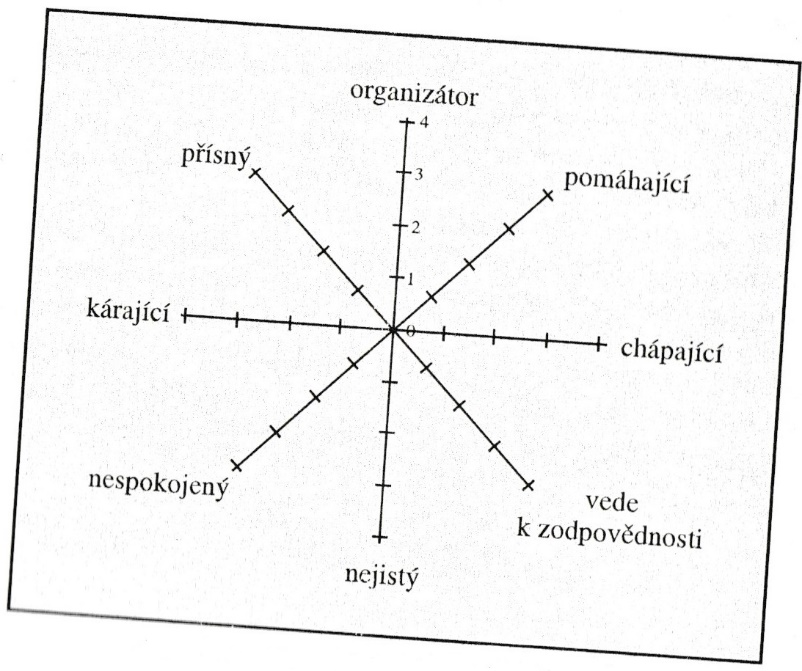 organizátor
4
přísný
3
pomáhající
2
1
kárající
0
chápající
nespokojený
vede
k zodpovědnosti
nejistý